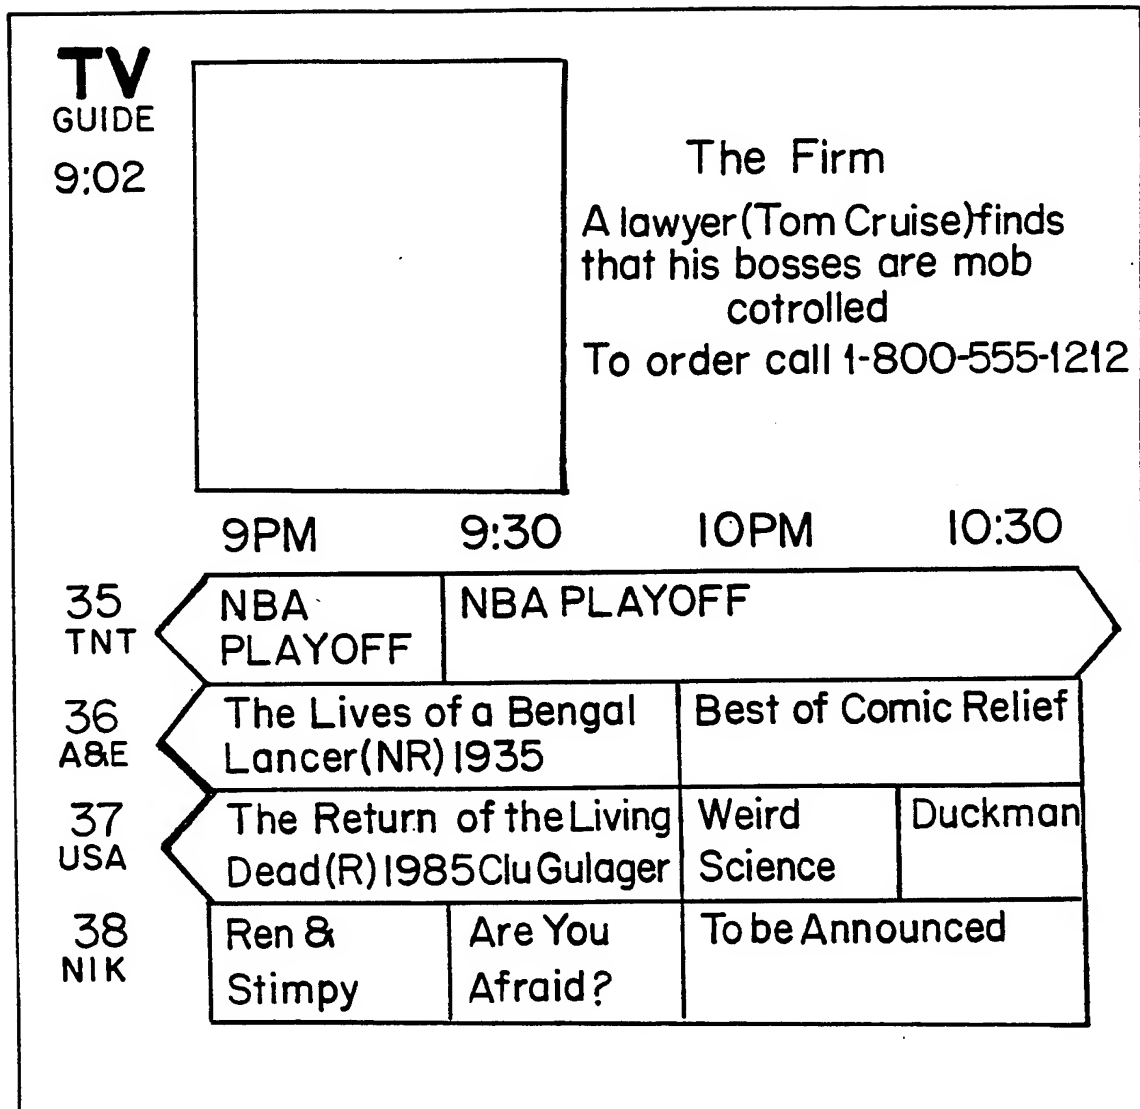 TV
GUIDE
9:02
The Firm
A lawyer (Tom Cruise) finds
that his bosses are mob
cotrolled
To order call 1-800-555-1212
9PM 9:30 10PM 10:30
35
TNT
NBA
PLAYOFF
NBA PLAYOFF
36
A&E
The Lives of a Bengal
Lancer (NR) 1935
Best of Comic Relief
37
USA
The Return of the Living
Dead (R) 1985 Clu Gulager
Weird
Science
Duckman
38
NIK
Ren &
Stimpy
Are You
Afraid?
To be Announced